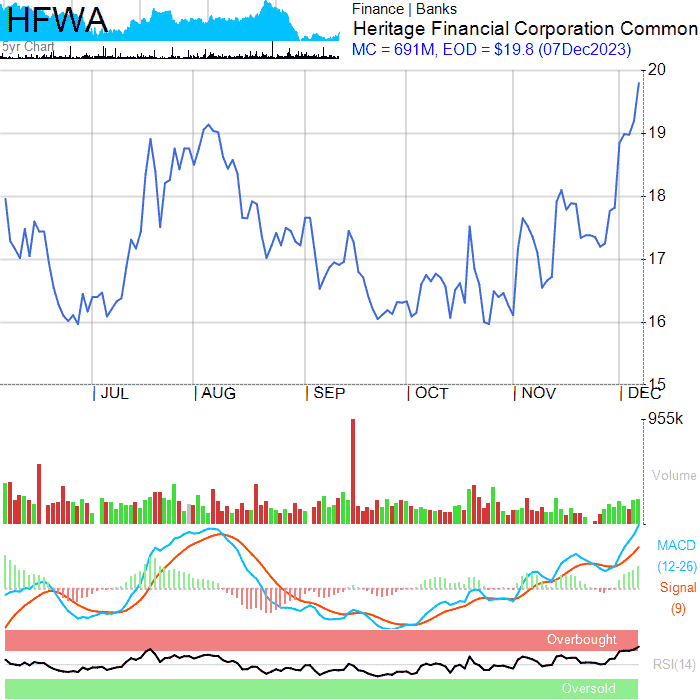 HFWA
5yr Chart
Finance | Banks
Heritage Financial Corporation Common
MC = 691M, EOD = $19.8 (07Dec2023)
20
19
18
17
16
15
JUL AUG SEP OCT NOV DEC
955k
Volume
MACD
(12-26)
Signal
(9)
Overbought
RSI(14)
Oversold